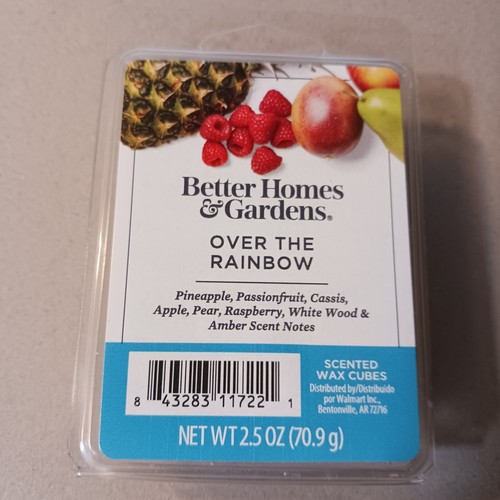 Better Homes
& Gardens®
OVER THE
RAINBOW
Pineapple, Passionfruit, Cassis,
Apple, Pear, Raspberry, White Wood &
Amber Scent Notes
8 43283 11722 1
SCENTED
WAX CUBES
Distributed by/Distribuido
por Walmart Inc.,
Bentonville, AR 72716
NET WT 2.5 OZ (70.9 g)